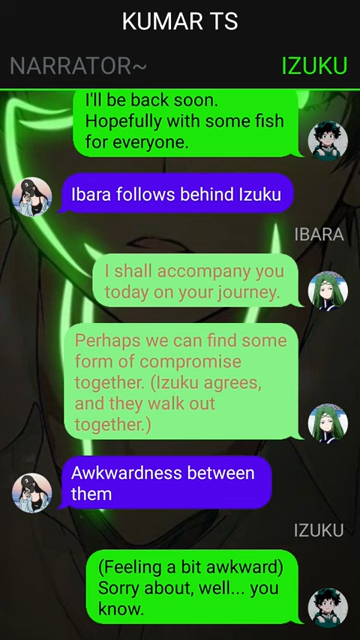 KUMAR TS
NARRATOR~
IZUKU
I'll be back soon.
Hopefully with some fish
for everyone.
Ibara follows behind Izuku
IBARA
I shall accompany you
today on your journey.
Perhaps we can find some
form of compromise
together. (Izuku agrees,
and they walk out
together.)
Awkwardness between
them
IZUKU
(Feeling a bit awkward)
Sorry about, well... you
know.